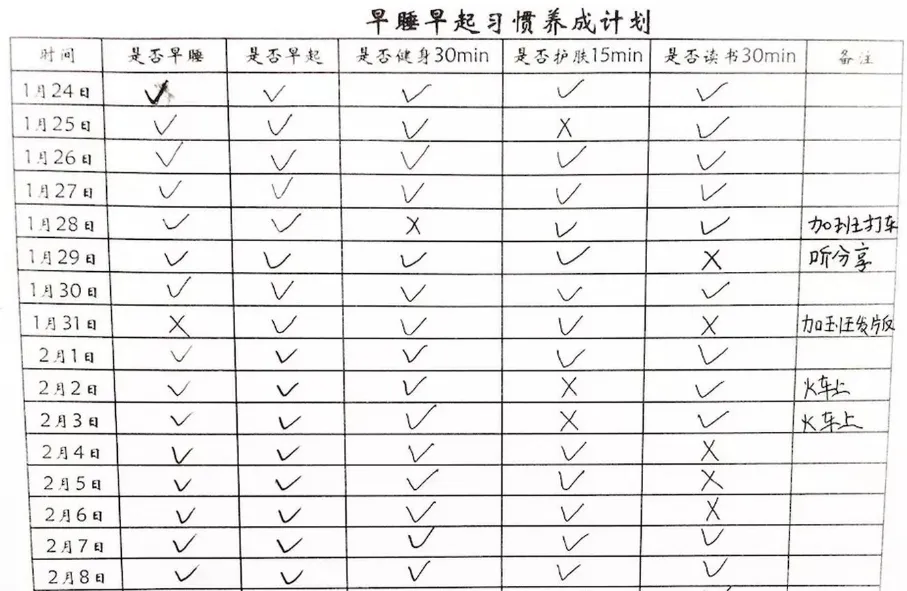 早睡早起习惯养成计划
时间 是否早睡 是否早起 是否健身30min 是否护肤15min 是否读书30min 备注
1月24日 ✓ ✓ ✓ ✓ ✓
1月25日 ✓ ✓ ✓ X ✓
1月26日 ✓ ✓ ✓ ✓ ✓
1月27日 ✓ ✓ ✓ ✓ ✓
1月28日 ✓ ✓ X ✓ ✓ 加班打车
1月29日 ✓ ✓ ✓ ✓ X 听分享
1月30日 ✓ ✓ ✓ ✓ ✓
1月31日 X ✓ ✓ ✓ X 加班发版
2月1日 ✓ ✓ ✓ ✓ ✓
2月2日 ✓ ✓ ✓ X ✓ 火车上
2月3日 ✓ ✓ ✓ X ✓ 火车上
2月4日 ✓ ✓ ✓ ✓ X
2月5日 ✓ ✓ ✓ ✓ X
2月6日 ✓ ✓ ✓ ✓ X
2月7日 ✓ ✓ ✓ ✓ ✓
2月8日 ✓ ✓ ✓ ✓ ✓